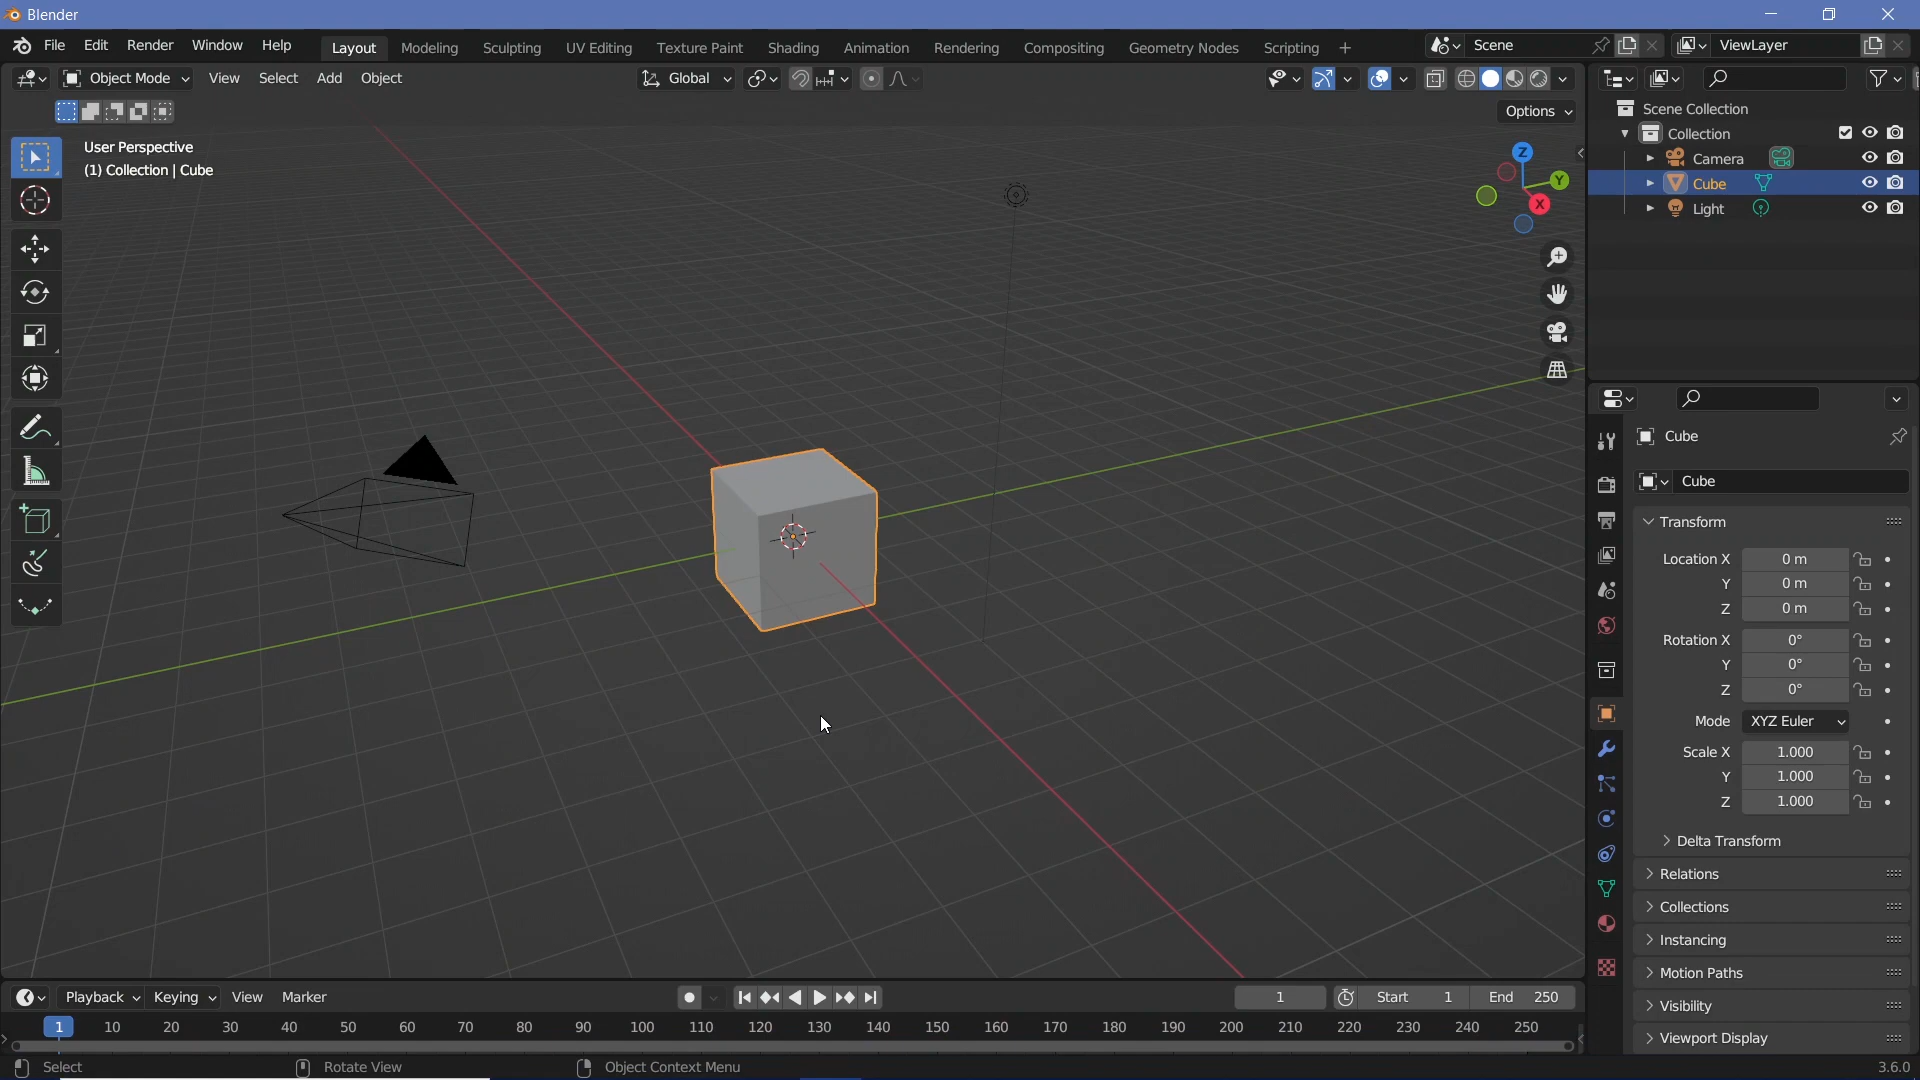 Blender
File Edit Render Window Help Layout Modeling Sculpting UV Editing Texture Paint Shading Animation Rendering Compositing Geometry Nodes Scripting + Scene ViewLayer
Object Mode View Select Add Object Global
Options
User Perspective
(1) Collection | Cube
Z
Y
X
Scene Collection
Collection
Camera
Cube
Light
Cube
Cube
Transform
Location X 0 m
Y 0 m
Z 0 m
Rotation X 0°
Y 0°
Z 0°
Mode XYZ Euler
Scale X 1.000
Y 1.000
Z 1.000
Delta Transform
Relations
Collections
Instancing
Motion Paths
Visibility
Viewport Display
Playback Keying View Marker 1 Start 1 End 250
1 10 20 30 40 50 60 70 80 90 100 110 120 130 140 150 160 170 180 190 200 210 220 230 240 250
Select Rotate View Object Context Menu 3.6.0